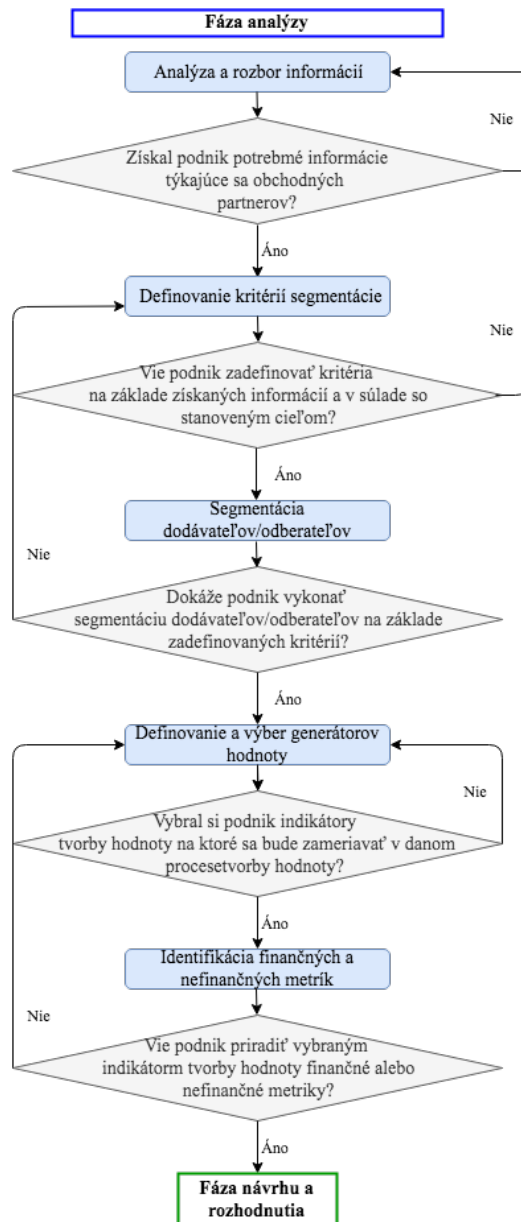 Fáza analýzy
Analýza a rozbor informácií
Nie
Získal podnik potrebmé informácie
týkajúce sa obchodných
partnerov?
Áno
Definovanie kritérií segmentácie
Nie
Vie podnik zadefinovať kritéria
na základe získaných informácií a v súlade so
stanoveným cieľom?
Áno
Segmentácia
dodávateľov/odberateľov
Nie
Dokáže podnik vykonať
segmentáciu dodávateľov/odberateľov na základe
zadefinovaných kritérií?
Áno
Definovanie a výber generátorov
hodnoty
Nie
Vybral si podnik indikátory
tvorby hodnoty na ktoré sa bude zameriavať v danom
procesetvorby hodnoty?
Áno
Identifikácia finančných a
nefinančných metrík
Nie
Vie podnik priradiť vybraným
indikátorm tvorby hodnoty finančné alebo
nefinančné metriky?
Áno
Fáza návrhu a
rozhodnutia